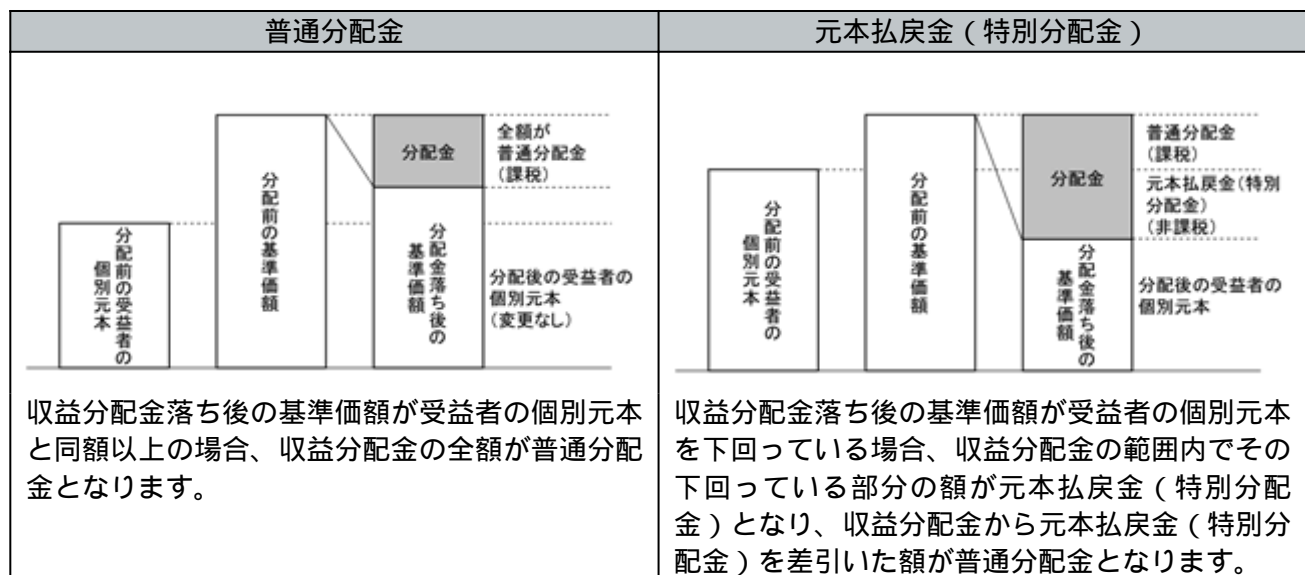 普通分配金
分配前の受益者の
個別元本
分配前の基準価額
分配金
分配金落ち後の
基準価額
全額が
普通分配金
(課税)
分配後の受益者の
個別元本
(変更なし)
収益分配金落ち後の基準価額が受益者の個別元本
と同額以上の場合、収益分配金の全額が普通分配
金となります。
元本払戻金(特別分配金)
分配前の受益者の
個別元本
分配前の基準価額
分配金
分配金落ち後の
基準価額
普通分配金
(課税)
元本払戻金(特別
分配金)
(非課税)
分配後の受益者の
個別元本
収益分配金落ち後の基準価額が受益者の個別元本
を下回っている場合、収益分配金の範囲内でその
下回っている部分の額が元本払戻金(特別分配
金)となり、収益分配金から元本払戻金(特別分
配金)を差引いた額が普通分配金となります。